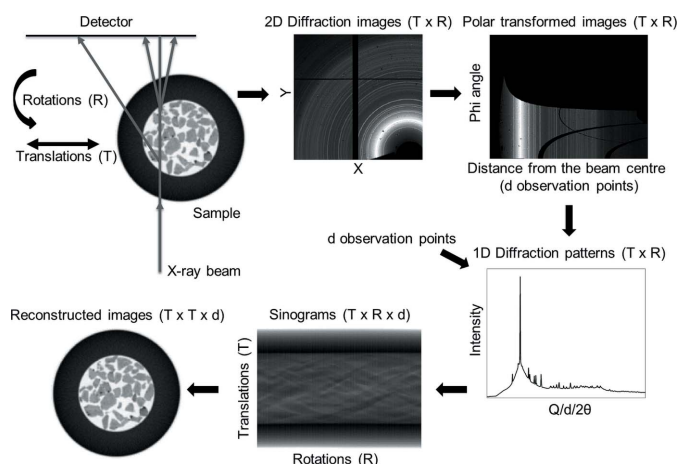 Detector
Rotations (R)
Translations (T)
Sample
X-ray beam
2D Diffraction images (T x R)
Y
X
Polar transformed images (T x R)
Phi angle
Distance from the beam centre
(d observation points)
d observation points
1D Diffraction patterns (T x R)
Intensity
Q/d/2θ
Sinograms (T x R x d)
Translations (T)
Rotations (R)
Reconstructed images (T x T x d)